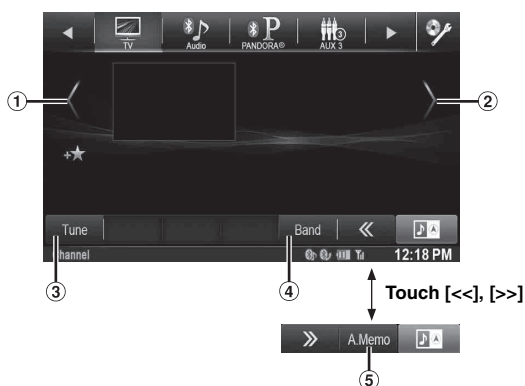 TV Audio PANDORA® AUX 3
① ②
Tune Band
Channel 12:18 PM
③ ④
Touch [<<], [>>]
A.Memo
⑤